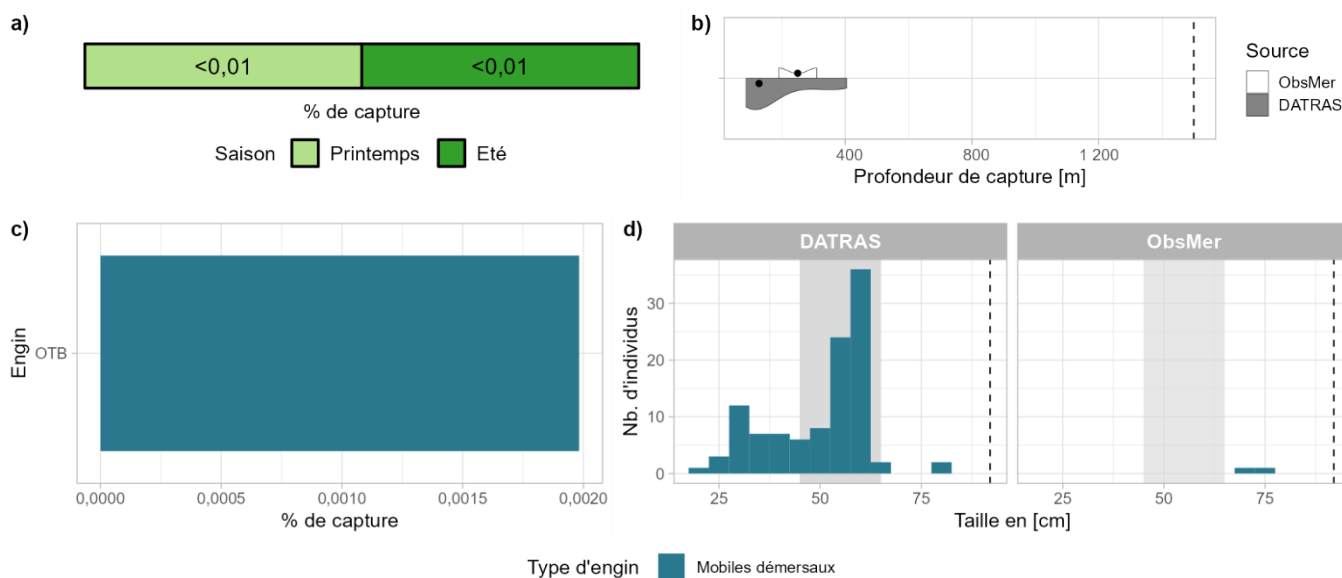 a)
<0,01 <0,01
% de capture
Saison Printemps Eté
b)
400 800 1 200
Profondeur de capture [m]
Source
ObsMer
DATRAS
c)
Engin
OTB
0,0000 0,0005 0,0010 0,0015 0,0020
% de capture
d)
DATRAS ObsMer
Nb. d'individus
30
20
10
0
25 50 75 25 50 75
Taille en [cm]
Type d'engin Mobiles démersaux